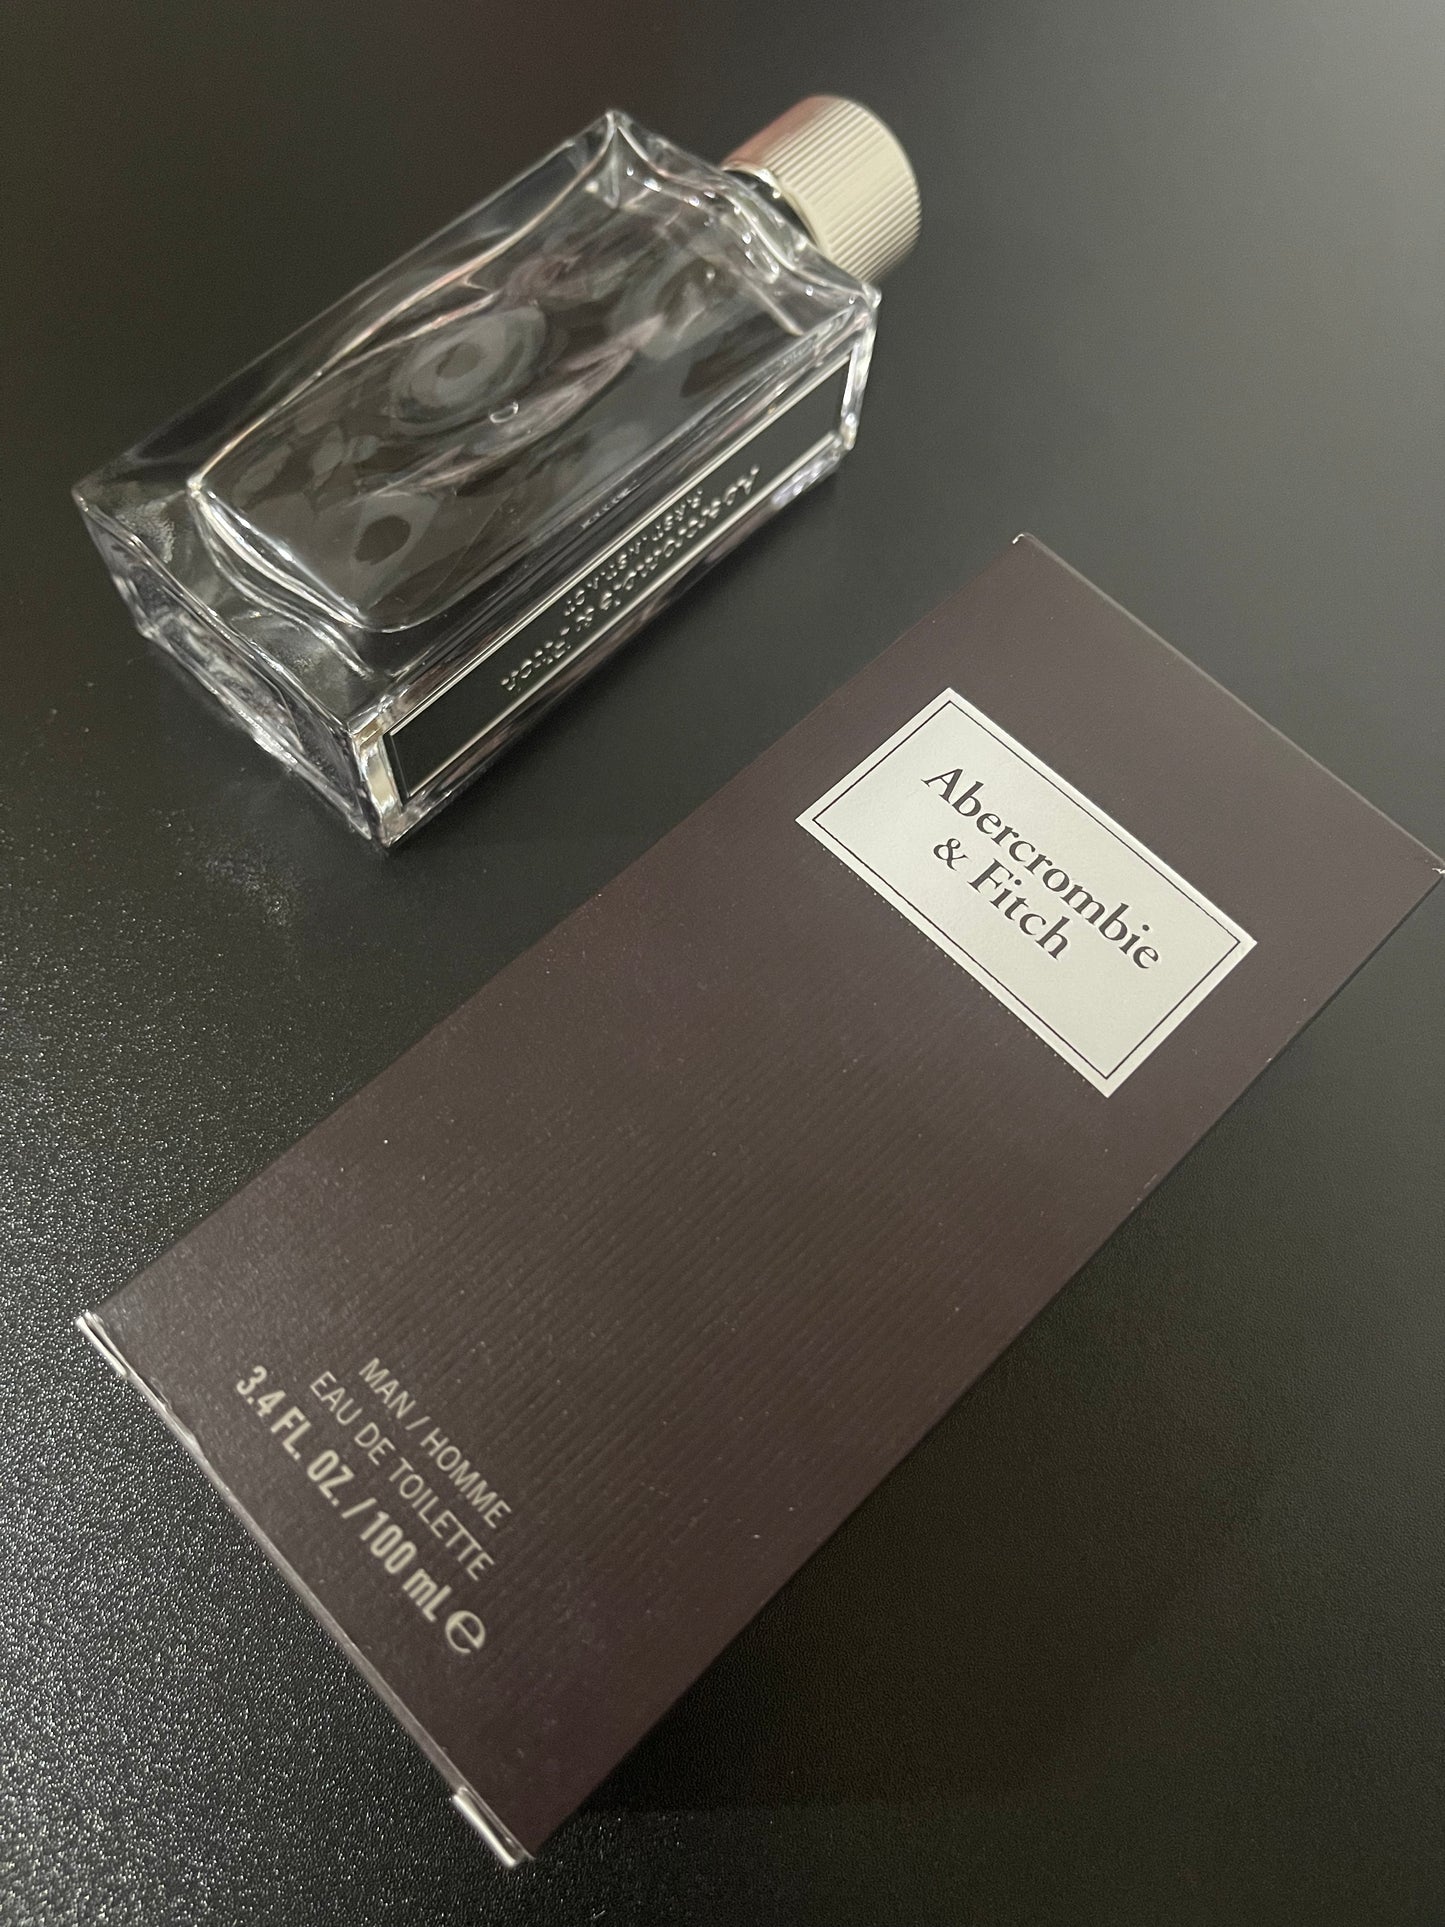 Abercrombie
& Fitch
MAN / HOMME
EAU DE TOILETTE
3.4 FL. OZ. / 100 mL ℮